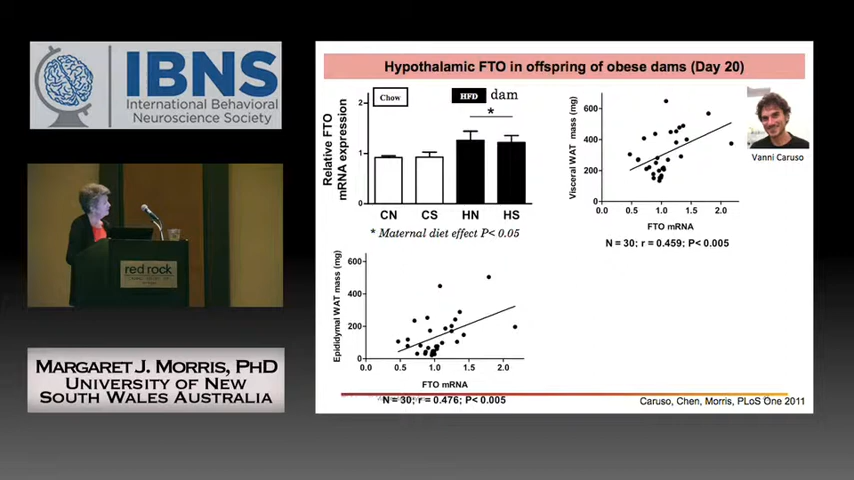 IBNS
International Behavioral
Neuroscience Society
red rock
MARGARET J. MORRIS, PHD
UNIVERSITY OF NEW
SOUTH WALES AUSTRALIA
Hypothalamic FTO in offspring of obese dams (Day 20)
Relative FTO
mRNA expression
2
1
0
Chow
HFD dam
*
CN CS HN HS
* Maternal diet effect P< 0.05
Visceral WAT mass (mg)
600
400
200
0
0.0 0.5 1.0 1.5 2.0
FTO mRNA
N = 30; r = 0.459; P< 0.005
Vanni Caruso
Epididymal WAT mass (mg)
600
400
200
0
0.0 0.5 1.0 1.5 2.0
FTO mRNA
N = 30; r = 0.476; P< 0.005
Caruso, Chen, Morris, PLoS One 2011